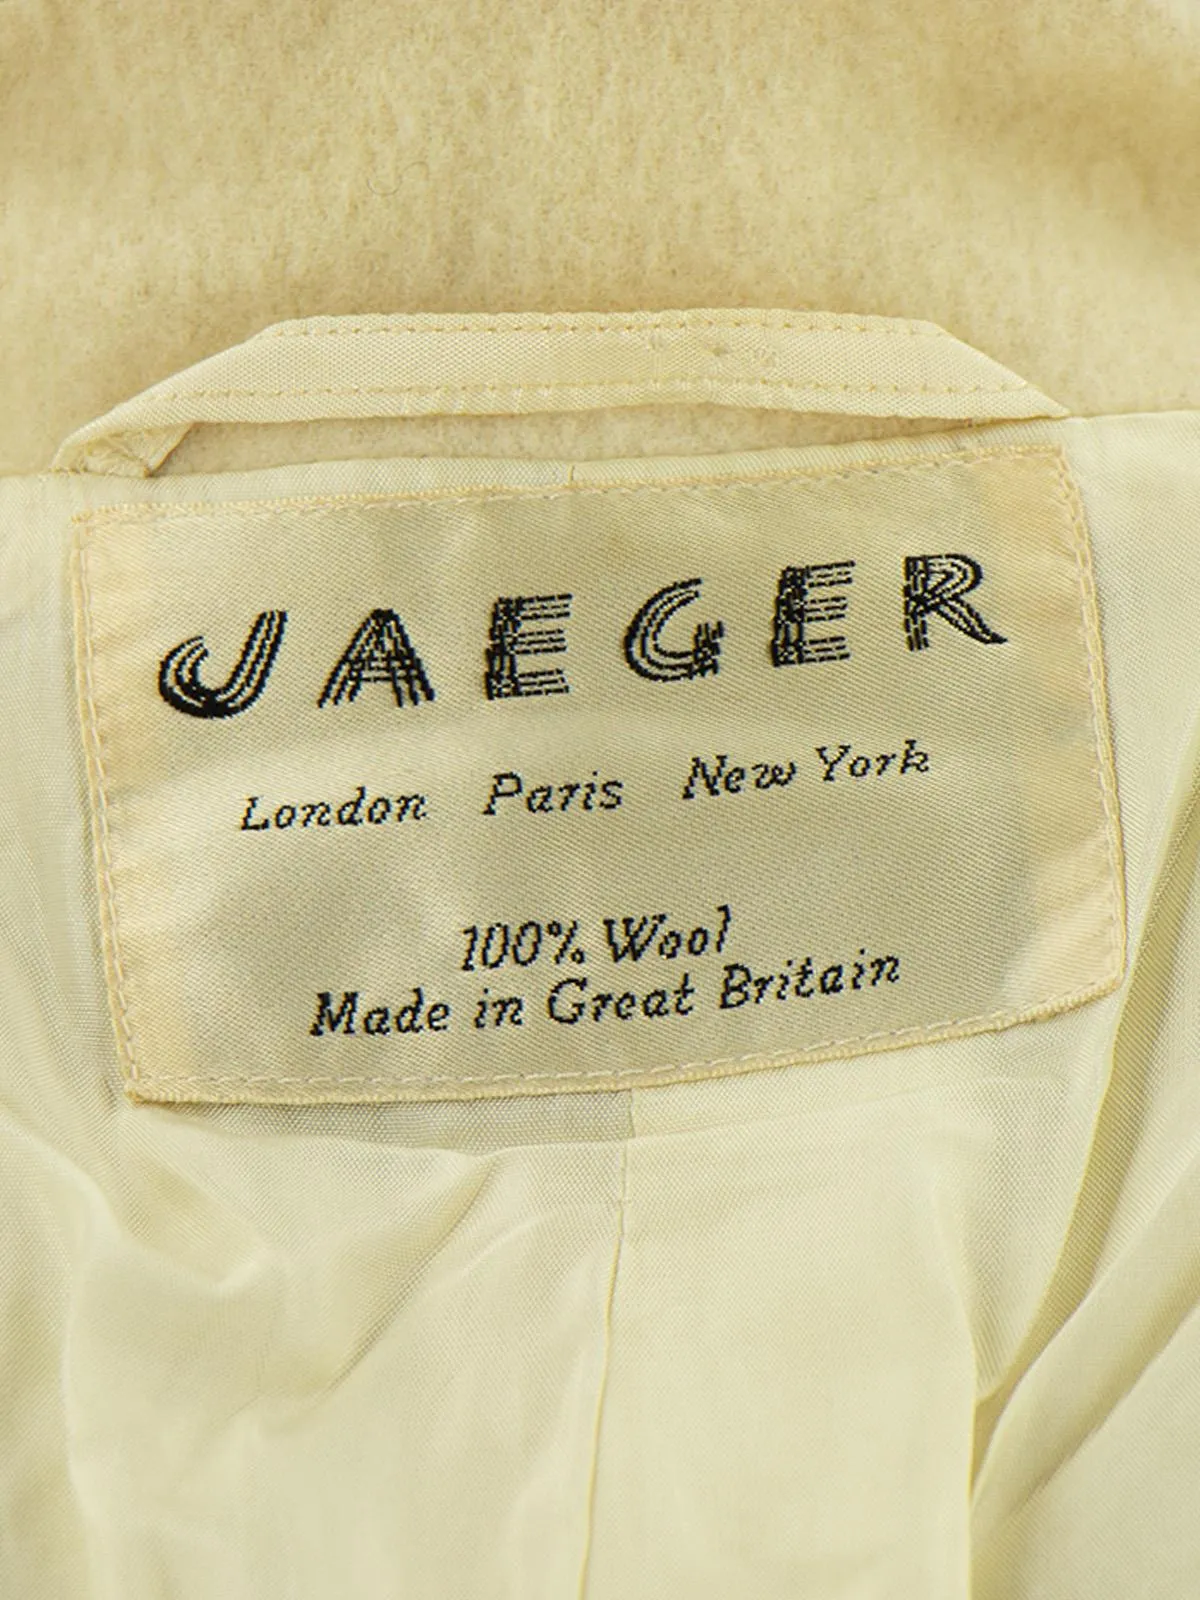 JAEGER
London Paris New York
100% Wool
Made in Great Britain